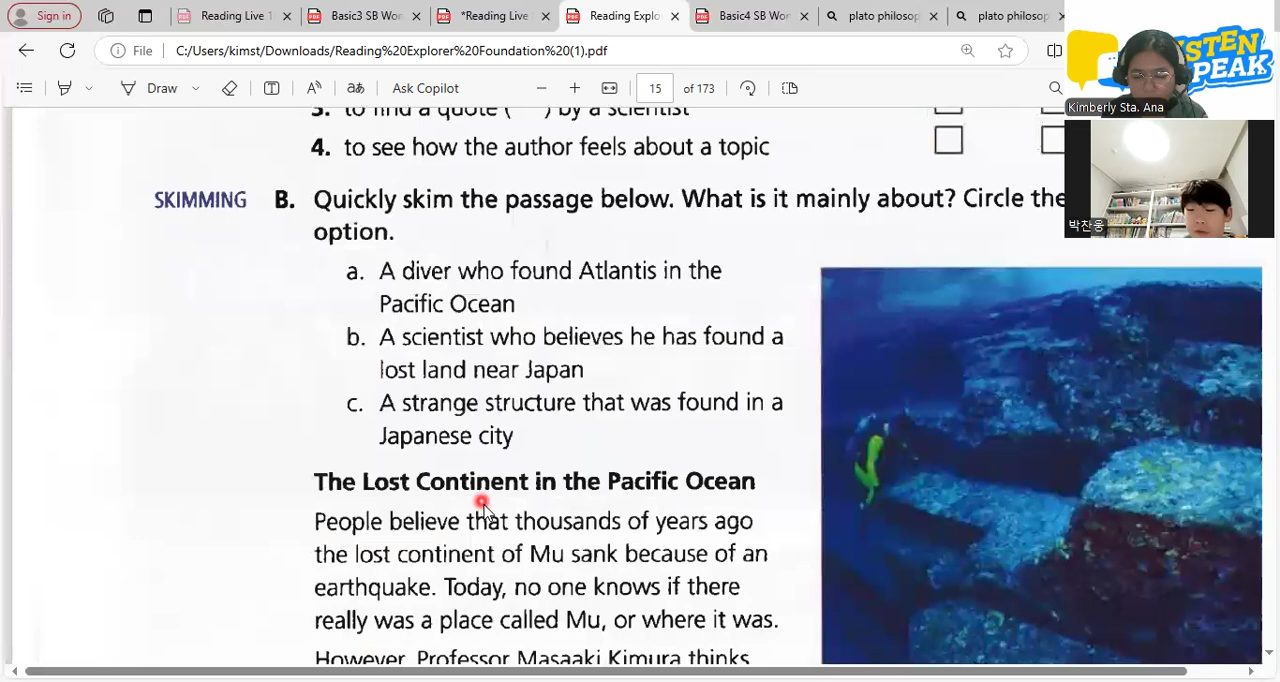 Sign in
Reading Live 1
Basic3 SB Wor
*Reading Live
Reading Explo
Basic4 SB Wor
plato philosop
plato philosop
File
C:/Users/kimst/Downloads/Reading%20Explorer%20Foundation%20(1).pdf
Draw
Ask Copilot
15
of 173
LISTEN
SPEAK
Kimberly Sta. Ana
박찬웅
3. to find a quote (" ") by a scientist
4. to see how the author feels about a topic
SKIMMING
B. Quickly skim the passage below. What is it mainly about? Circle the
option.
a. A diver who found Atlantis in the
Pacific Ocean
b. A scientist who believes he has found a
lost land near Japan
c. A strange structure that was found in a
Japanese city
The Lost Continent in the Pacific Ocean
People believe that thousands of years ago
the lost continent of Mu sank because of an
earthquake. Today, no one knows if there
really was a place called Mu, or where it was.
However, Professor Masaaki Kimura thinks